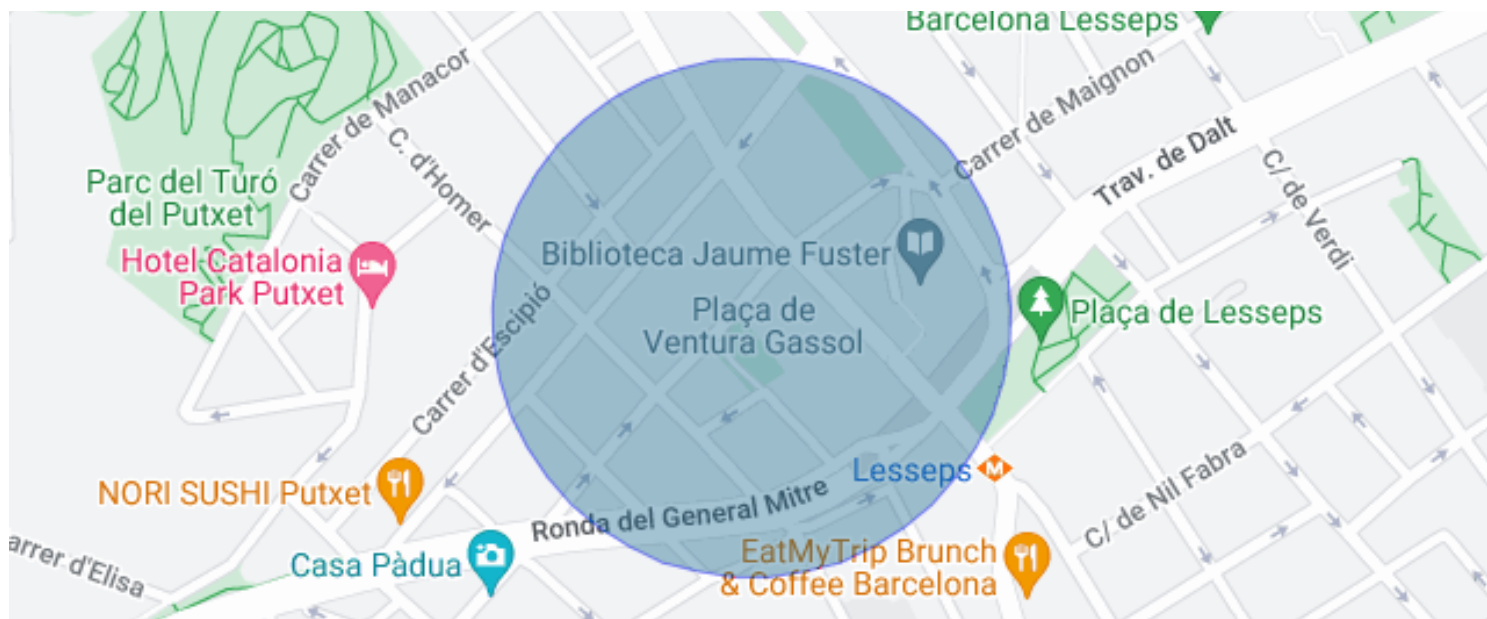 Barcelona Lesseps
Carrer de Manacor
C. d'Homer
Carrer de Maignon
Trav. de Dalt
C/ de Verdi
Parc del Turó
del Putxet
Hotel Catalonia
Park Putxet
Biblioteca Jaume Fuster
Plaça de
Ventura Gassol
Plaça de Lesseps
Carrer d'Escipió
NORI SUSHI Putxet
Lesseps
M
C/ de Nil Fabra
Ronda del General Mitre
arrer d'Elisa
Casa Pàdua
EatMyTrip Brunch
& Coffee Barcelona